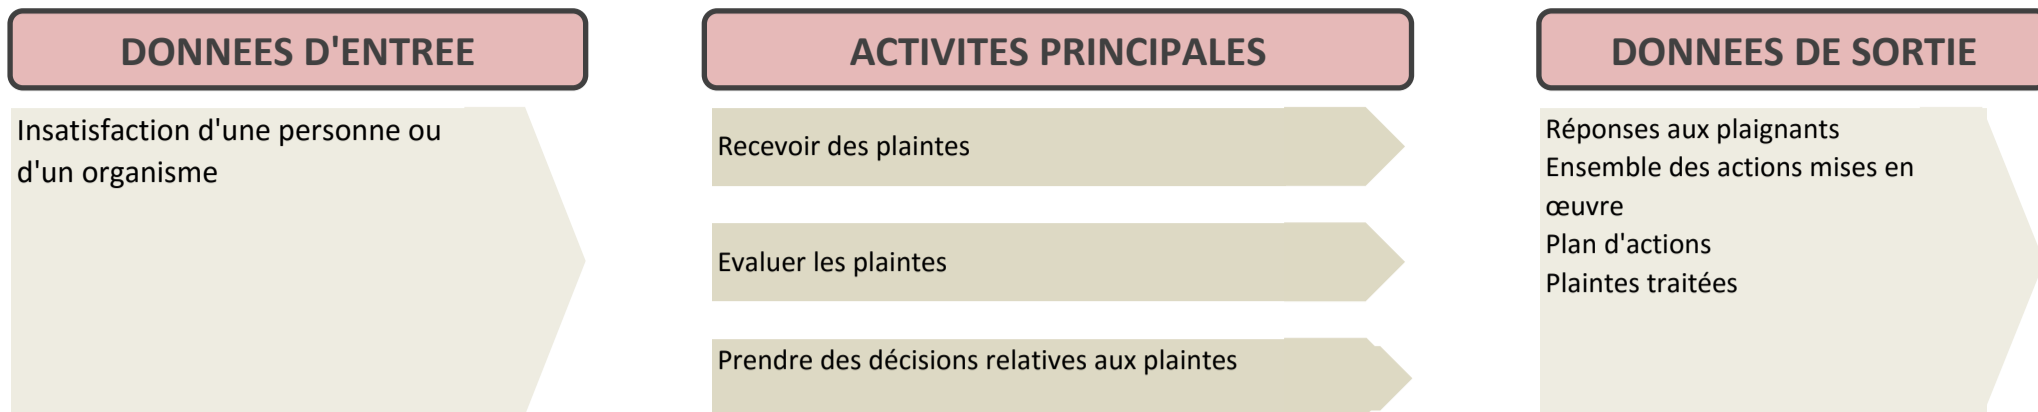 DONNEES D'ENTREE
Insatisfaction d'une personne ou
d'un organisme
ACTIVITES PRINCIPALES
Recevoir des plaintes
Evaluer les plaintes
Prendre des décisions relatives aux plaintes
DONNEES DE SORTIE
Réponses aux plaignants
Ensemble des actions mises en
œuvre
Plan d'actions
Plaintes traitées